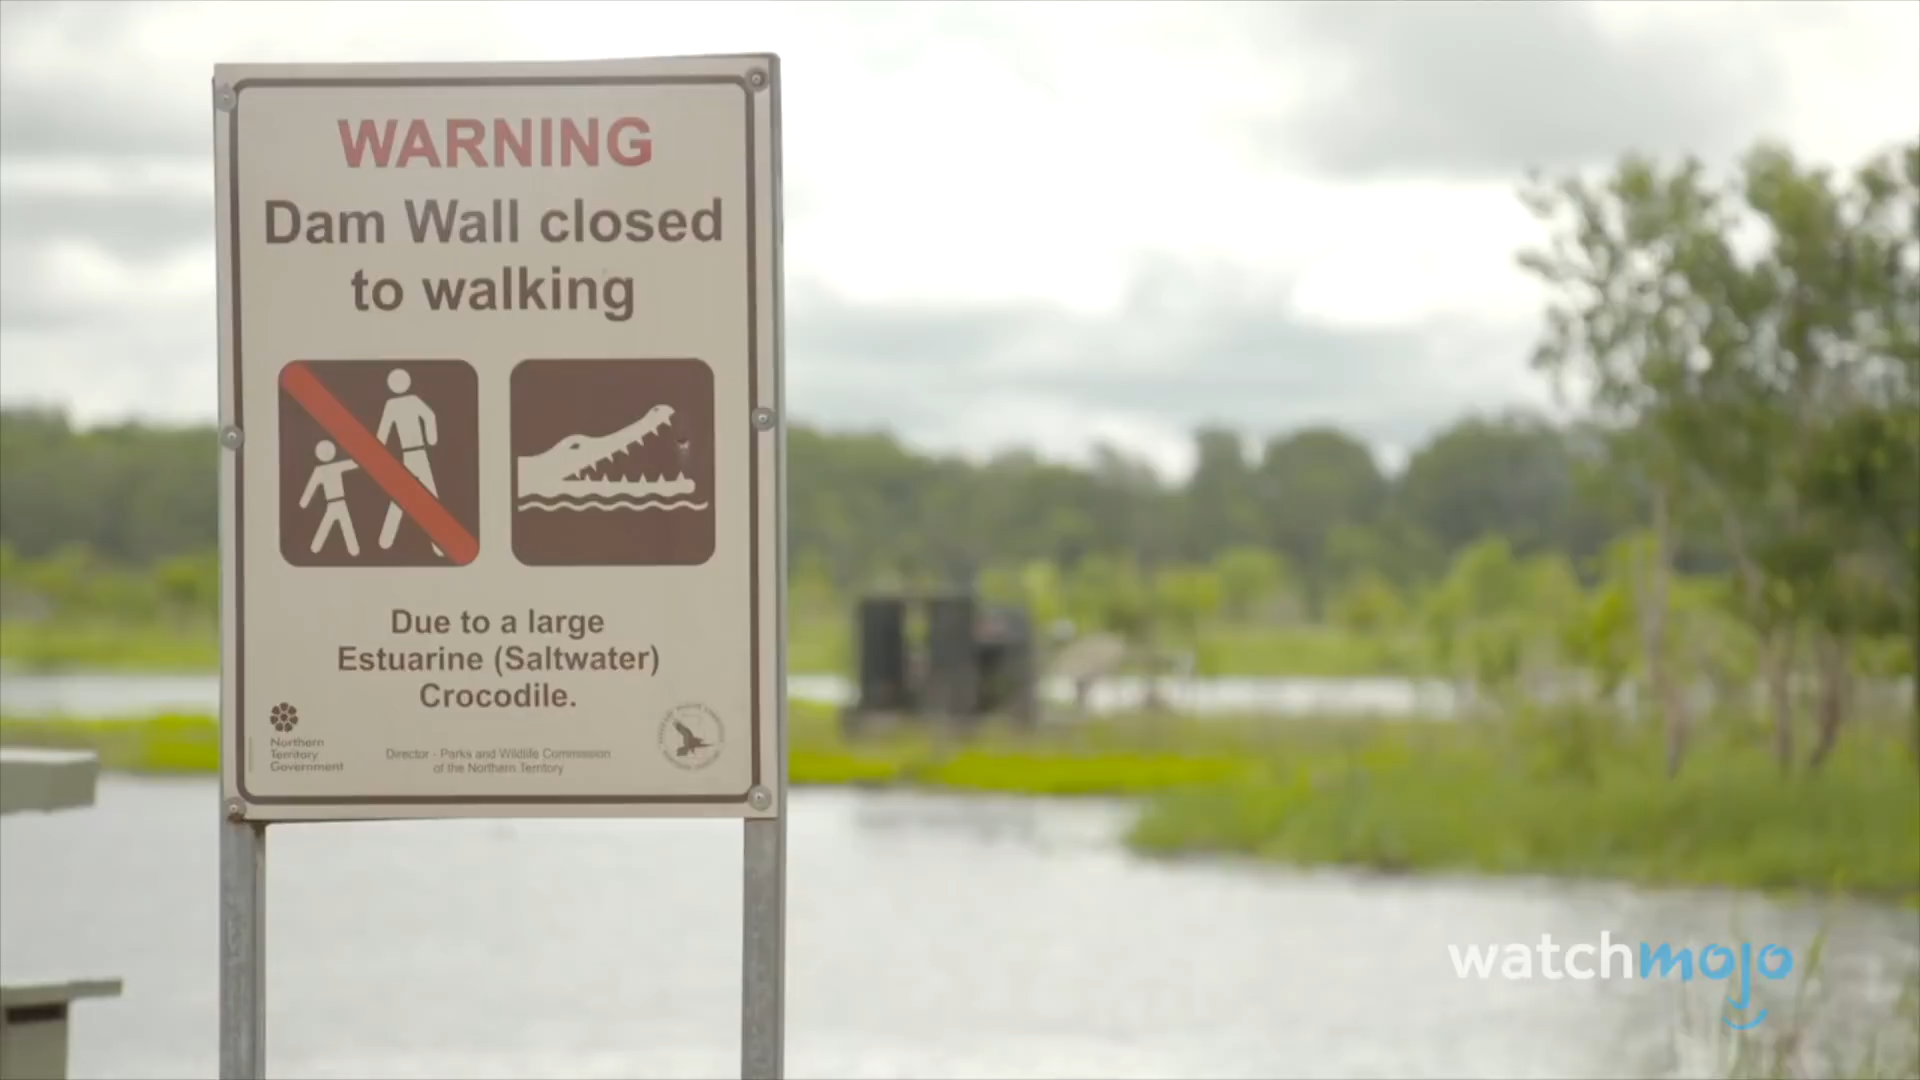 WARNING
Dam Wall closed
to walking
Due to a large
Estuarine (Saltwater)
Crocodile.
Northern
Territory
Government
Director - Parks and Wildlife Commission
of the Northern Territory
watchmojo